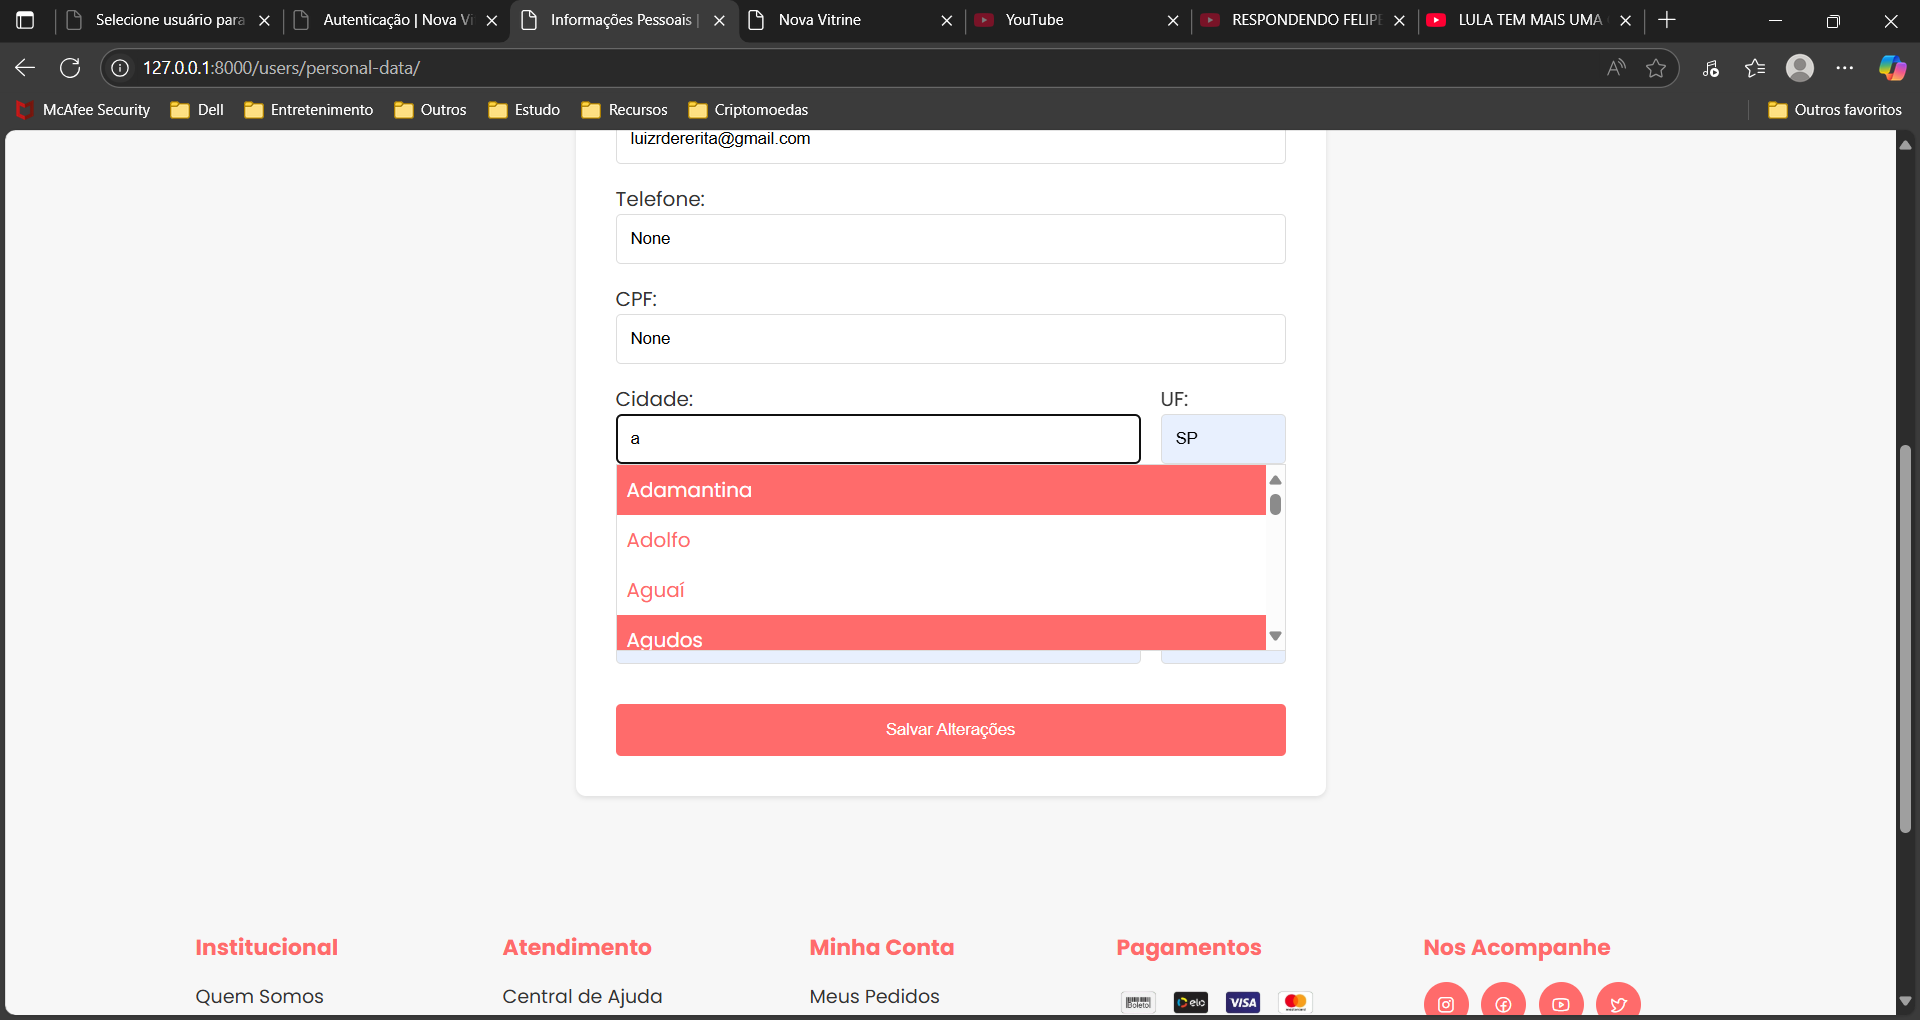 Selecione usuário para
Autenticação | Nova Vi
Informações Pessoais |
Nova Vitrine
YouTube
RESPONDENDO FELIPE
LULA TEM MAIS UMA
127.0.0.1:8000/users/personal-data/
McAfee Security
Dell
Entretenimento
Outros
Estudo
Recursos
Criptomoedas
Outros favoritos
luizrdererita@gmail.com
Telefone:
None
CPF:
None
Cidade:
UF:
a
SP
Adamantina
Adolfo
Aguaí
Agudos
Salvar Alterações
Institucional
Atendimento
Minha Conta
Pagamentos
Nos Acompanhe
Quem Somos
Central de Ajuda
Meus Pedidos
Boleto
elo
VISA